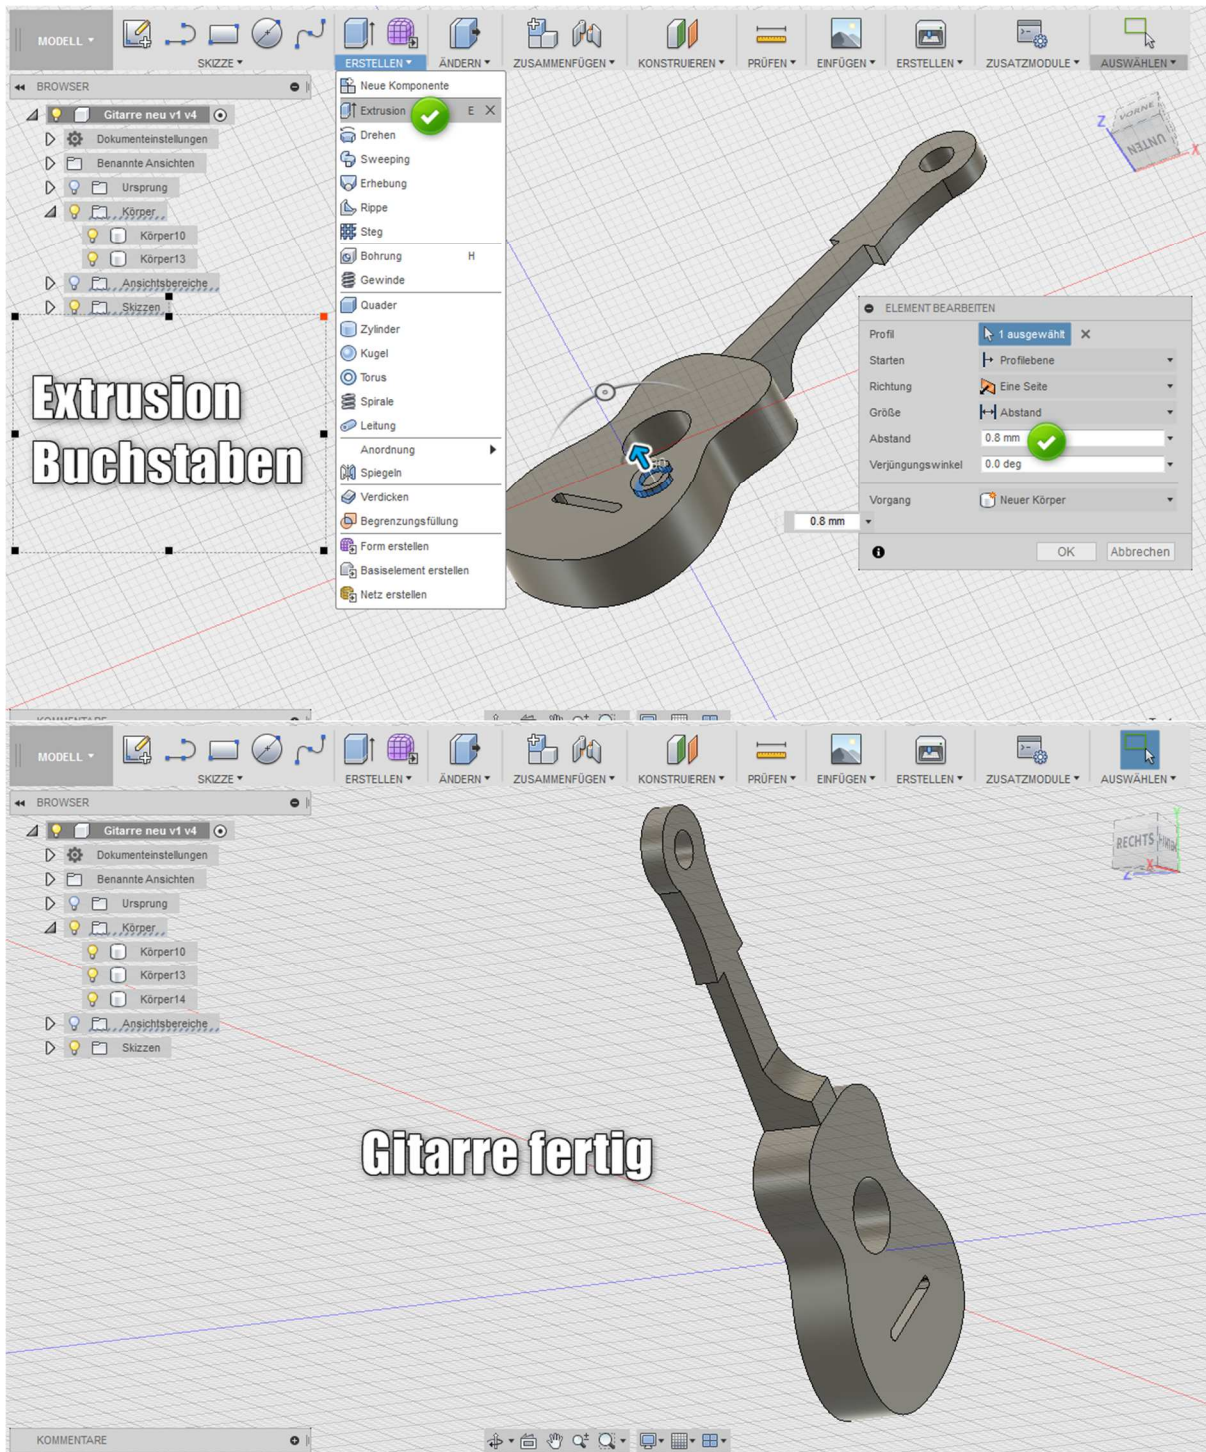 MODELL
SKIZZE
ERSTELLEN
ÄNDERN
ZUSAMMENFÜGEN
KONSTRUIEREN
PRÜFEN
EINFÜGEN
ERSTELLEN
ZUSATZMODULE
AUSWÄHLEN
BROWSER
Gitarre neu v1 v4
Dokumenteinstellungen
Benannte Ansichten
Ursprung
Körper
Körper10
Körper13
Ansichtsbereiche
Skizzen
Extrusion
Buchstaben
Neue Komponente
Extrusion E
Drehen
Sweeping
Erhebung
Rippe
Steg
Bohrung H
Gewinde
Quader
Zylinder
Kugel
Torus
Spirale
Leitung
Anordnung
Spiegeln
Verdicken
Begrenzungsfüllung
Form erstellen
Basiselement erstellen
Netz erstellen
VORNE
UNTEN
Z
X
ELEMENT BEARBEITEN
Profil 1 ausgewählt
Starten Profilebene
Richtung Eine Seite
Größe Abstand
Abstand 0.8 mm
Verjüngungswinkel 0.0 deg
Vorgang Neuer Körper
0.8 mm
OK Abbrechen
KOMMENTARE
MODELL
SKIZZE
ERSTELLEN
ÄNDERN
ZUSAMMENFÜGEN
KONSTRUIEREN
PRÜFEN
EINFÜGEN
ERSTELLEN
ZUSATZMODULE
AUSWÄHLEN
BROWSER
Gitarre neu v1 v4
Dokumenteinstellungen
Benannte Ansichten
Ursprung
Körper
Körper10
Körper13
Körper14
Ansichtsbereiche
Skizzen
RECHTS
X
Z
Gitarre fertig
KOMMENTARE